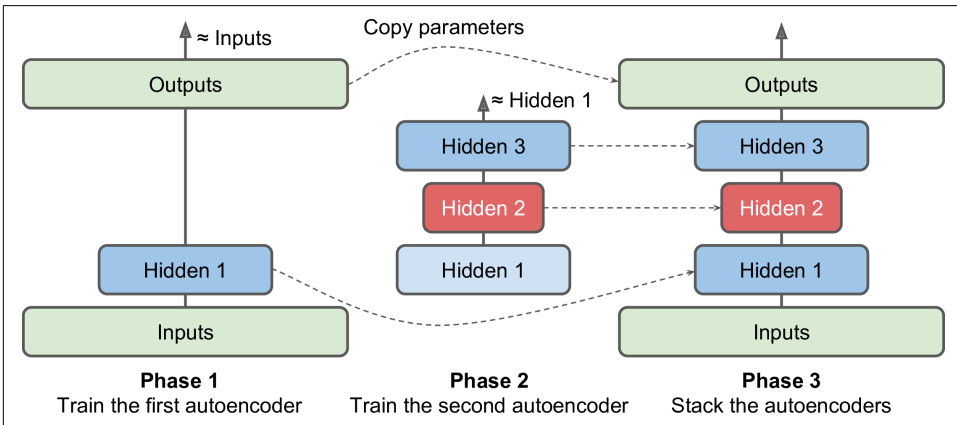 ≈ Inputs
Outputs
Hidden 1
Inputs
Phase 1
Train the first autoencoder
Copy parameters
≈ Hidden 1
Hidden 3
Hidden 2
Hidden 1
Phase 2
Train the second autoencoder
Outputs
Hidden 3
Hidden 2
Hidden 1
Inputs
Phase 3
Stack the autoencoders